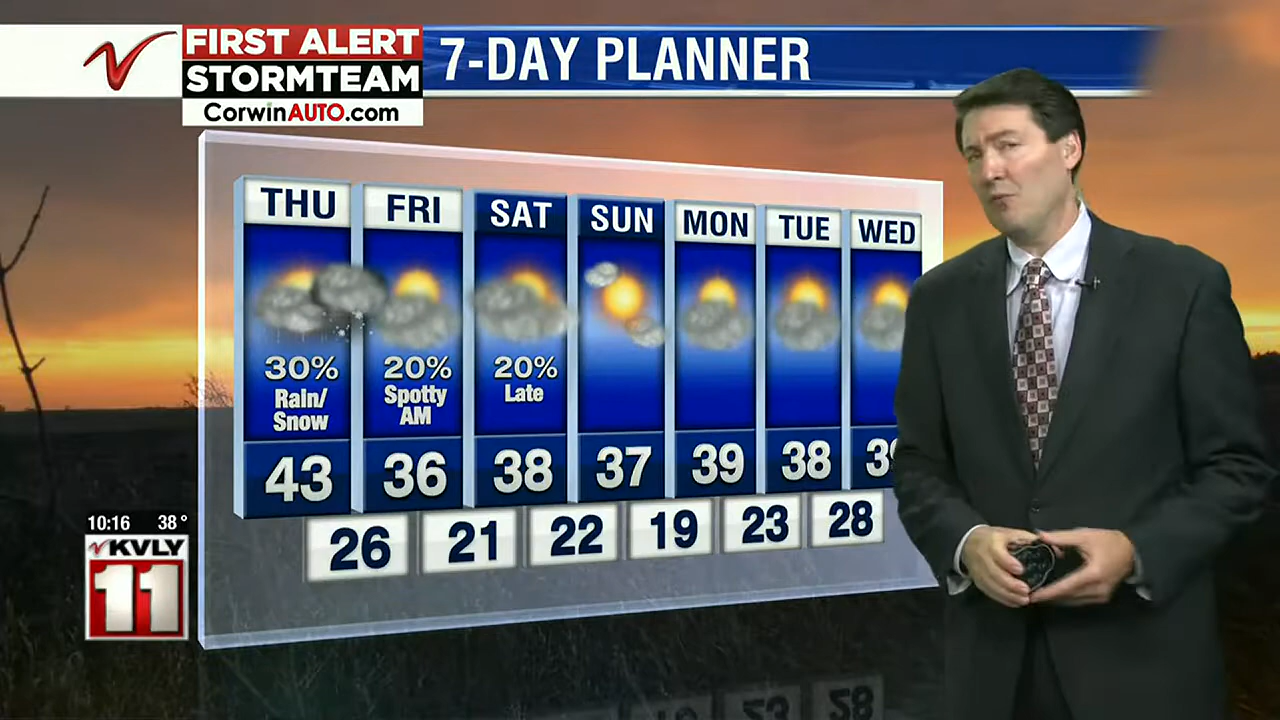 FIRST ALERT
STORMTEAM
CorwinAUTO.com
7-DAY PLANNER
THU FRI SAT SUN MON TUE WED
30% 20% 20%
Rain/ Spotty Late
Snow AM
43 36 38 37 39 38
26 21 22 19 23 28
10:16 38°
KVLY
11